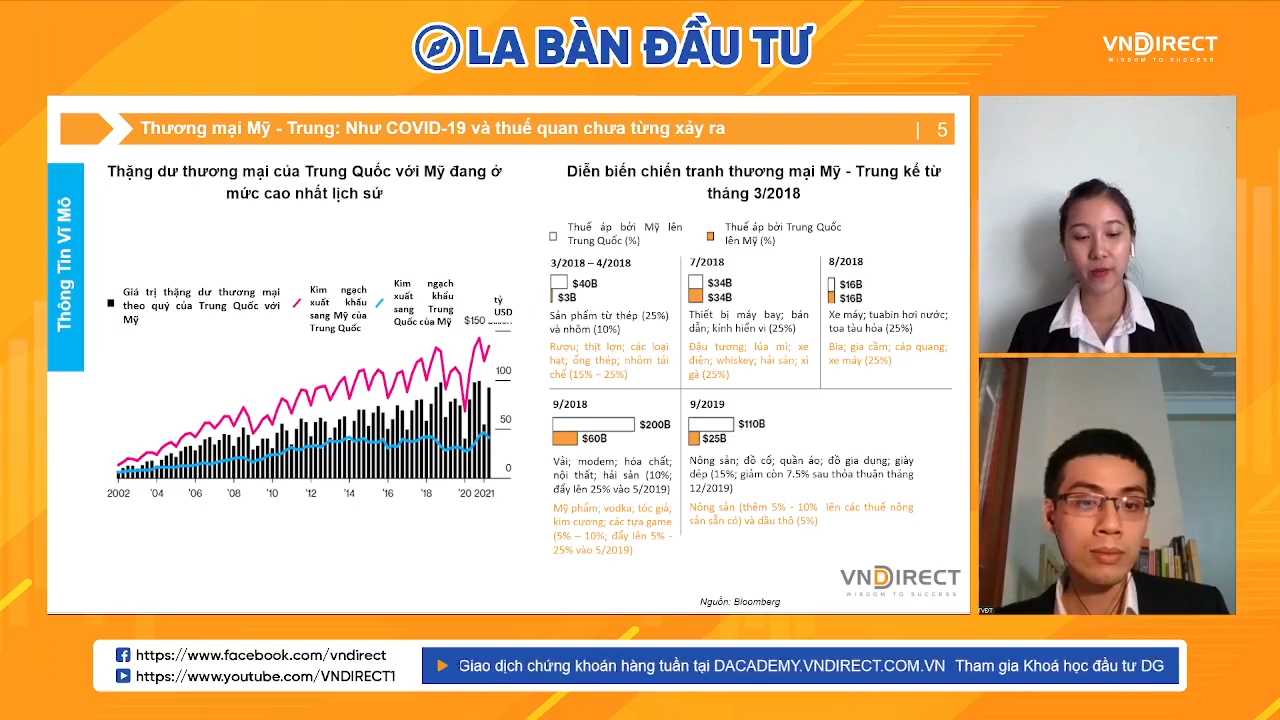 LA BÀN ĐẦU TƯ
VNDIRECT
WISDOM TO SUCCESS
Thương mại Mỹ - Trung: Như COVID-19 và thuế quan chưa từng xảy ra
| 5
Thông Tin Vĩ Mô
Thặng dư thương mại của Trung Quốc với Mỹ đang ở
mức cao nhất lịch sử
Giá trị thặng dư thương mại
theo quý của Trung Quốc với
Mỹ
Kim ngạch
xuất khẩu
sang Mỹ của
Trung Quốc
Kim ngạch
xuất khẩu
sang Trung
Quốc của Mỹ
tỷ
USD
$150
100
50
0
2002 '04 '06 '08 '10 '12 '14 '16 '18 '20 2021
Diễn biến chiến tranh thương mại Mỹ - Trung kể từ
tháng 3/2018
Thuế áp bởi Mỹ lên
Trung Quốc (%)
Thuế áp bởi Trung Quốc
lên Mỹ (%)
3/2018 – 4/2018
$40B
$3B
Sản phẩm từ thép (25%)
và nhôm (10%)
Rượu; thịt lợn; các loại
hạt; ống thép; nhôm tái
chế (15% – 25%)
7/2018
$34B
$34B
Thiết bị máy bay; bán
dẫn; kính hiển vi (25%)
Đậu tương; lúa mì; xe
điện; whiskey; hải sản; xì
gà (25%)
8/2018
$16B
$16B
Xe máy; tuabin hơi nước;
toa tàu hỏa (25%)
Bia; gia cầm; cáp quang;
xe máy (25%)
9/2018
$200B
$60B
Vải; modem; hóa chất;
nội thất; hải sản (10%;
đẩy lên 25% vào 5/2019)
Mỹ phẩm; vodka; tóc giả;
kim cương; các tựa game
(5% – 10%; đẩy lên 5% -
25% vào 5/2019)
9/2019
$110B
$25B
Nông sản; đồ cổ; quần áo; đồ gia dụng; giày
dép (15%; giảm còn 7.5% sau thỏa thuận tháng
12/2019)
Nông sản (thêm 5% - 10% lên các thuế nông
sản sẵn có) và dầu thô (5%)
VNDIRECT
WISDOM TO SUCCESS
Nguồn: Bloomberg
https://www.facebook.com/vndirect
https://www.youtube.com/VNDIRECT1
Giao dịch chứng khoán hàng tuần tại DACADEMY.VNDIRECT.COM.VN Tham gia Khoá học đầu tư DG